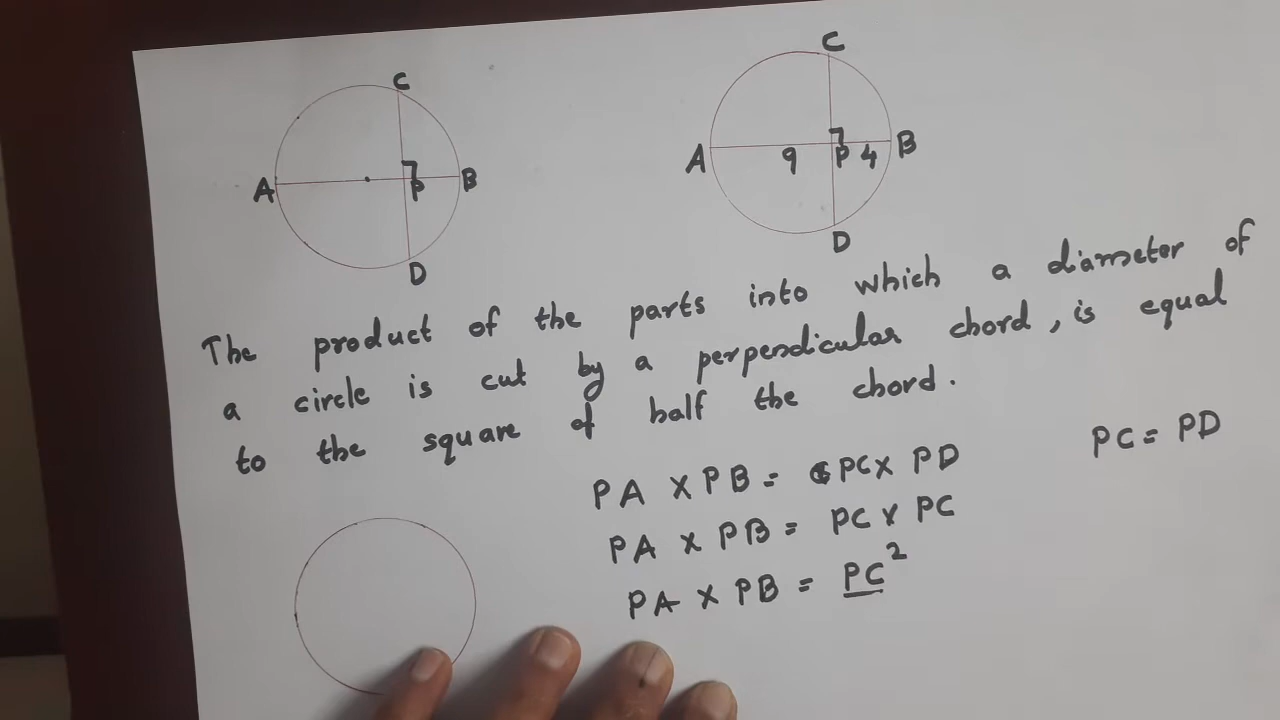 C
A
P
B
D
C
A
9
P
4
B
D
The product of the parts into which a diameter of
a circle is cut by a perpendicular chord, is equal
to the square of half the chord.
PA X PB = PC X PD
PC = PD
PA X PB = PC X PC
PA X PB = PC²